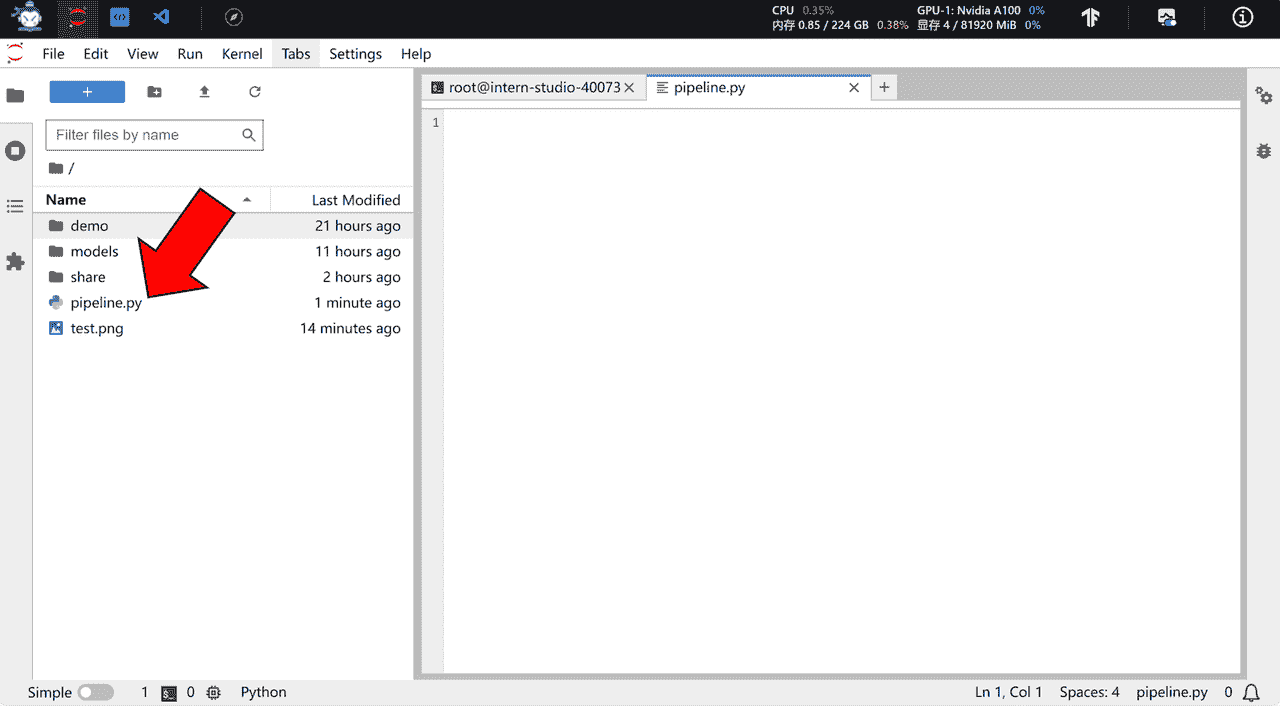 CPU 0.35% GPU-1: Nvidia A100 0%
内存 0.85 / 224 GB 0.38% 显存 4 / 81920 MiB 0%
File Edit View Run Kernel Tabs Settings Help
+
root@intern-studio-40073 pipeline.py
+
Filter files by name
1
/
Name Last Modified
demo 21 hours ago
models 11 hours ago
share 2 hours ago
pipeline.py 1 minute ago
test.png 14 minutes ago
Simple 1 0 Python Ln 1, Col 1 Spaces: 4 pipeline.py 0